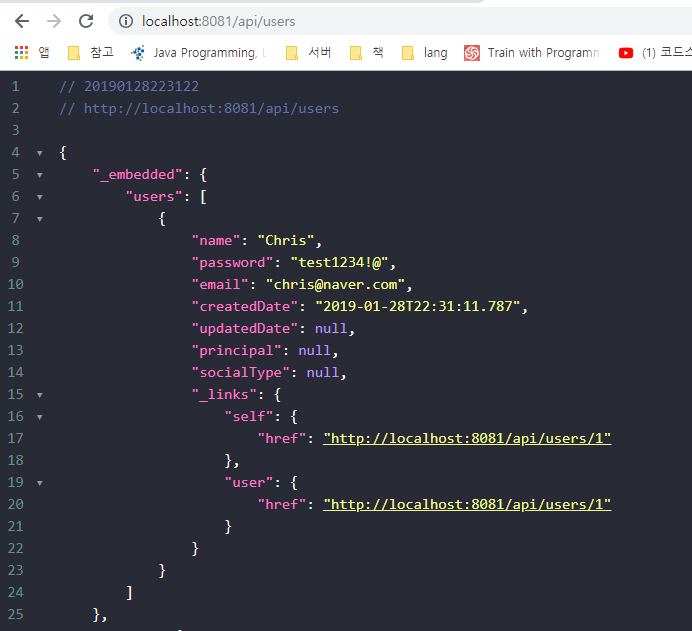 localhost:8081/api/users
앱 참고 Java Programming, 서버 책 lang Train with Programm (1) 코드스
1 // 20190128223122
2 // http://localhost:8081/api/users
3
4 {
5 "_embedded": {
6 "users": [
7 {
8 "name": "Chris",
9 "password": "test1234!@",
10 "email": "chris@naver.com",
11 "createdDate": "2019-01-28T22:31:11.787",
12 "updatedDate": null,
13 "principal": null,
14 "socialType": null,
15 "_links": {
16 "self": {
17 "href": "http://localhost:8081/api/users/1"
18 },
19 "user": {
20 "href": "http://localhost:8081/api/users/1"
21 }
22 }
23 }
24 ]
25 },